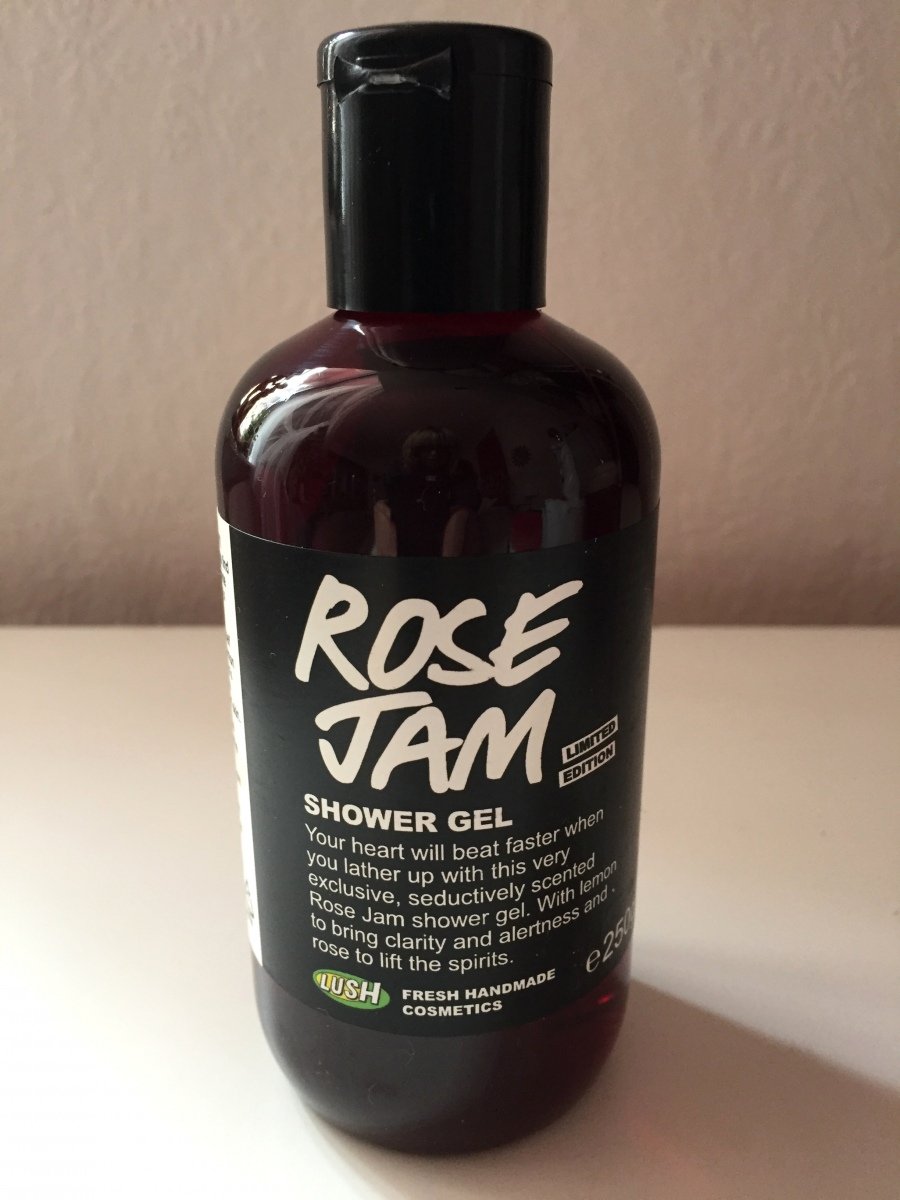 ROSE
JAM
LIMITED
EDITION
SHOWER GEL
Your heart will beat faster when
you lather up with this very
exclusive, seductively scented
Rose Jam shower gel. With lemon
to bring clarity and alertness and
rose to lift the spirits.
e250g
LUSH
FRESH HANDMADE
COSMETICS